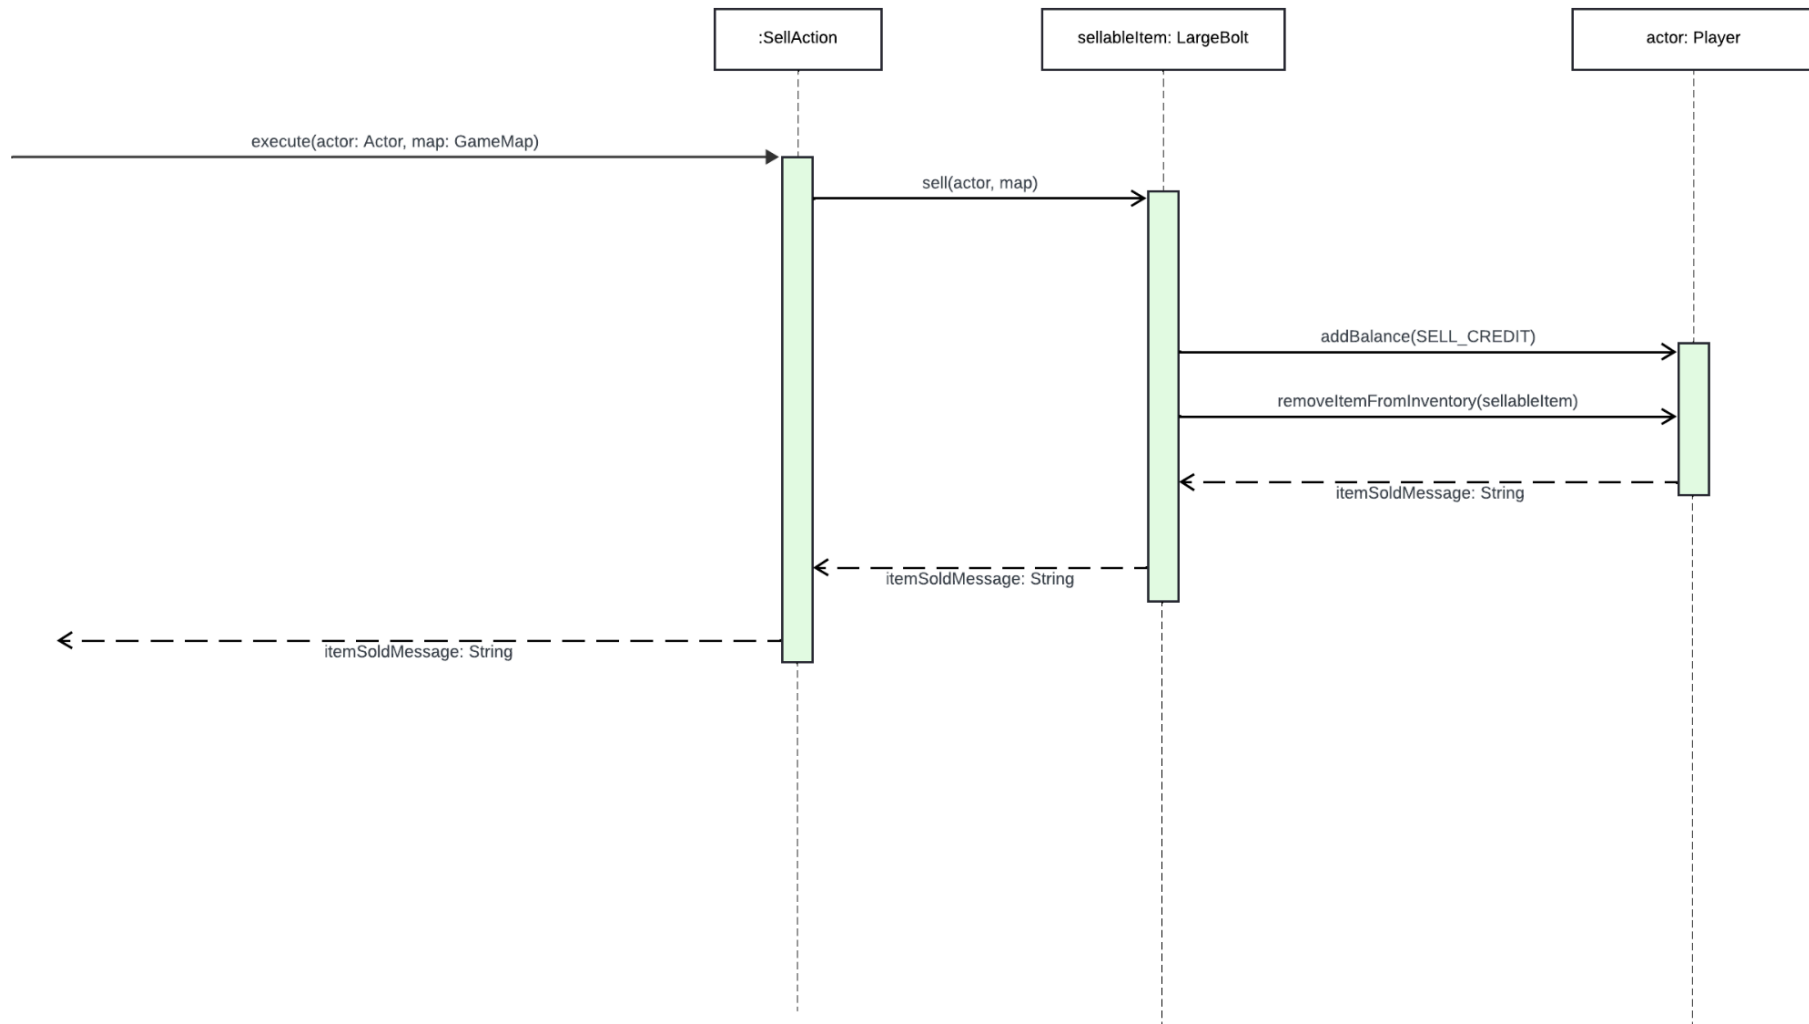 :SellAction
sellableItem: LargeBolt
actor: Player
execute(actor: Actor, map: GameMap)
sell(actor, map)
addBalance(SELL_CREDIT)
removeItemFromInventory(sellableItem)
itemSoldMessage: String
itemSoldMessage: String
itemSoldMessage: String